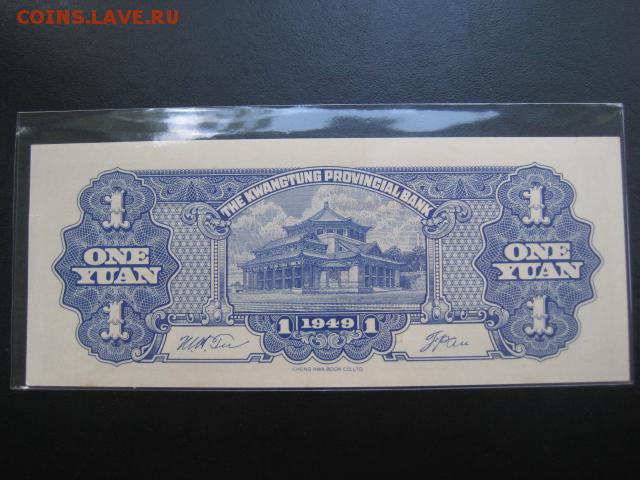 COINS.LAVE.RU
THE KWANGTUNG PROVINCIAL BANK
1
1
ONE
YUAN
ONE
YUAN
1
1
1 1949 1
CHUNG HWA BOOK CO., LTD.